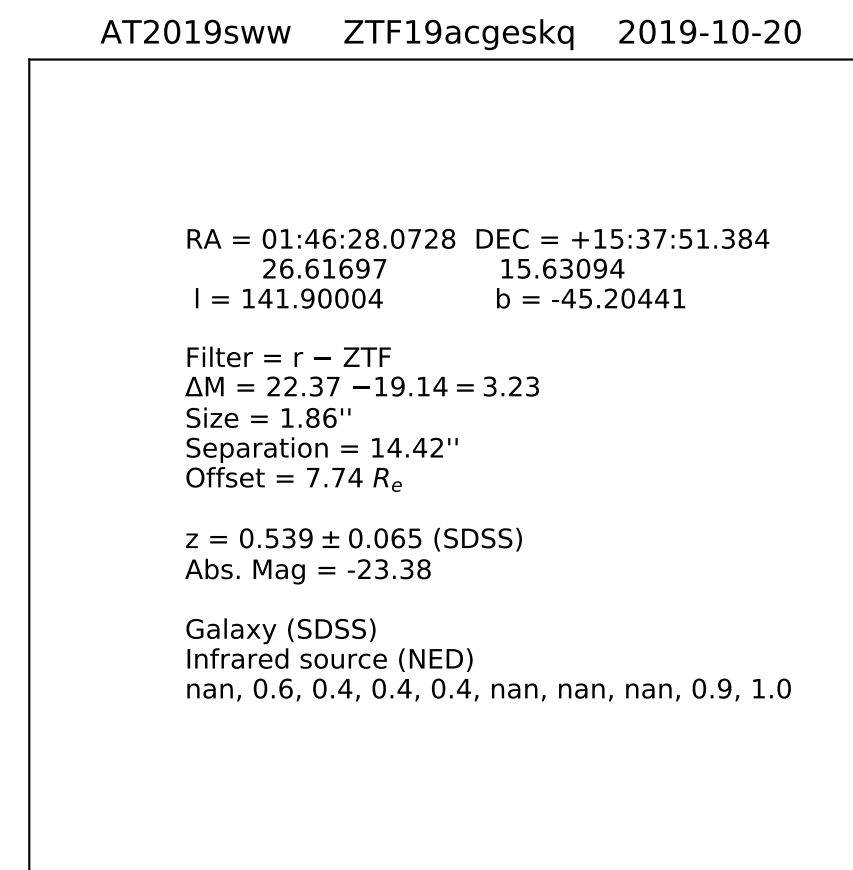 AT2019sww ZTF19acgeskq 2019-10-20
RA = 01:46:28.0728 DEC = +15:37:51.384
26.61697 15.63094
l = 141.90004 b = -45.20441
Filter = r − ZTF
ΔM = 22.37 −19.14 = 3.23
Size = 1.86''
Separation = 14.42''
Offset = 7.74 Rₑ
z = 0.539 ± 0.065 (SDSS)
Abs. Mag = -23.38
Galaxy (SDSS)
Infrared source (NED)
nan, 0.6, 0.4, 0.4, 0.4, nan, nan, nan, 0.9, 1.0